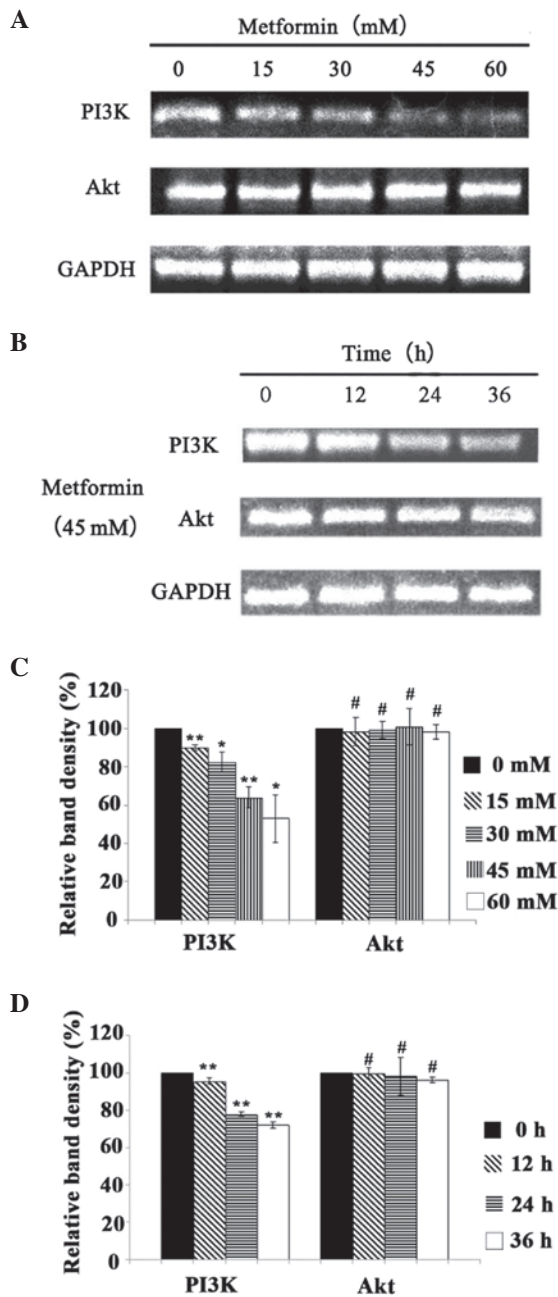 A
Metformin (mM)
0 15 30 45 60
PI3K
Akt
GAPDH
B
Time (h)
0 12 24 36
PI3K
Metformin
(45 mM)
Akt
GAPDH
C
Relative band density (%)
120
100
80
60
40
20
0
** * ** *
# # # #
PI3K Akt
0 mM
15 mM
30 mM
45 mM
60 mM
D
Relative band density (%)
120
100
80
60
40
20
0
** ** **
# # #
PI3K Akt
0 h
12 h
24 h
36 h